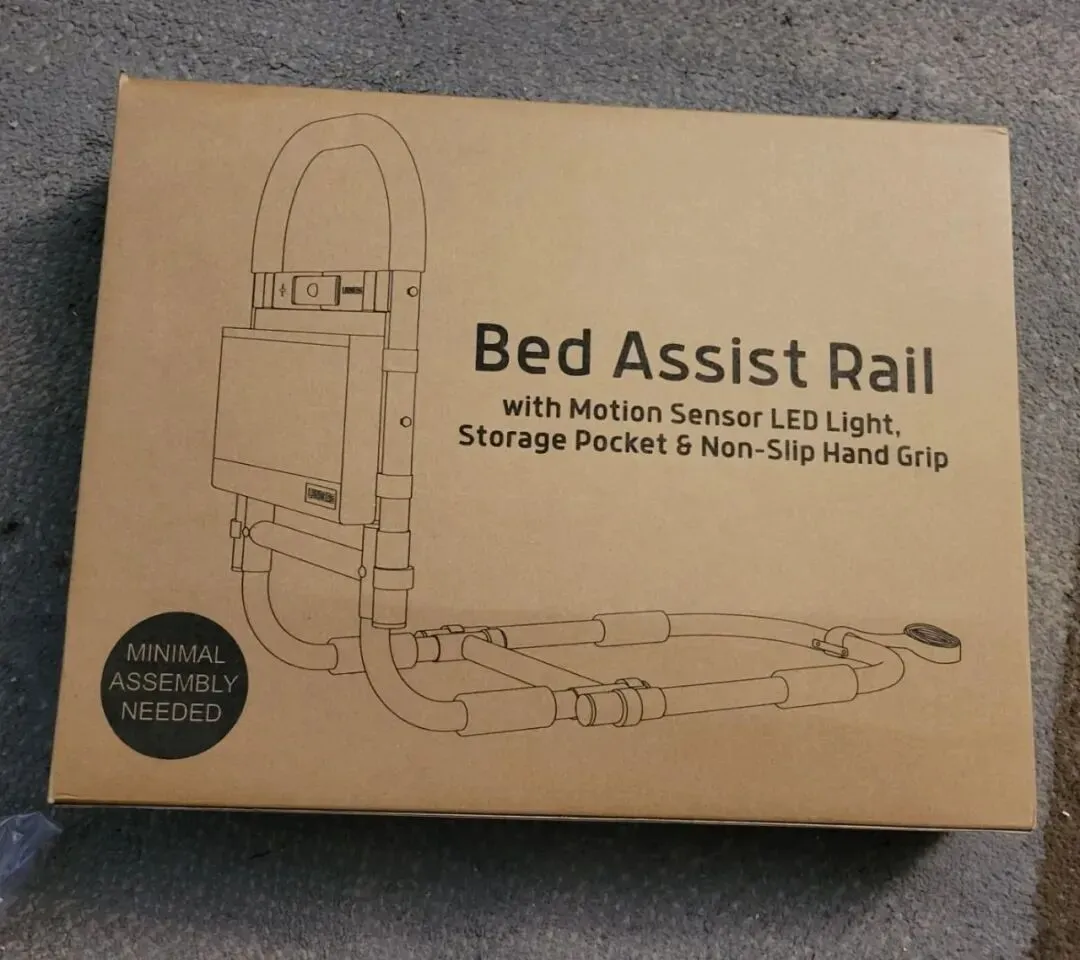 Bed Assist Rail
with Motion Sensor LED Light,
Storage Pocket & Non-Slip Hand Grip
MINIMAL
ASSEMBLY
NEEDED